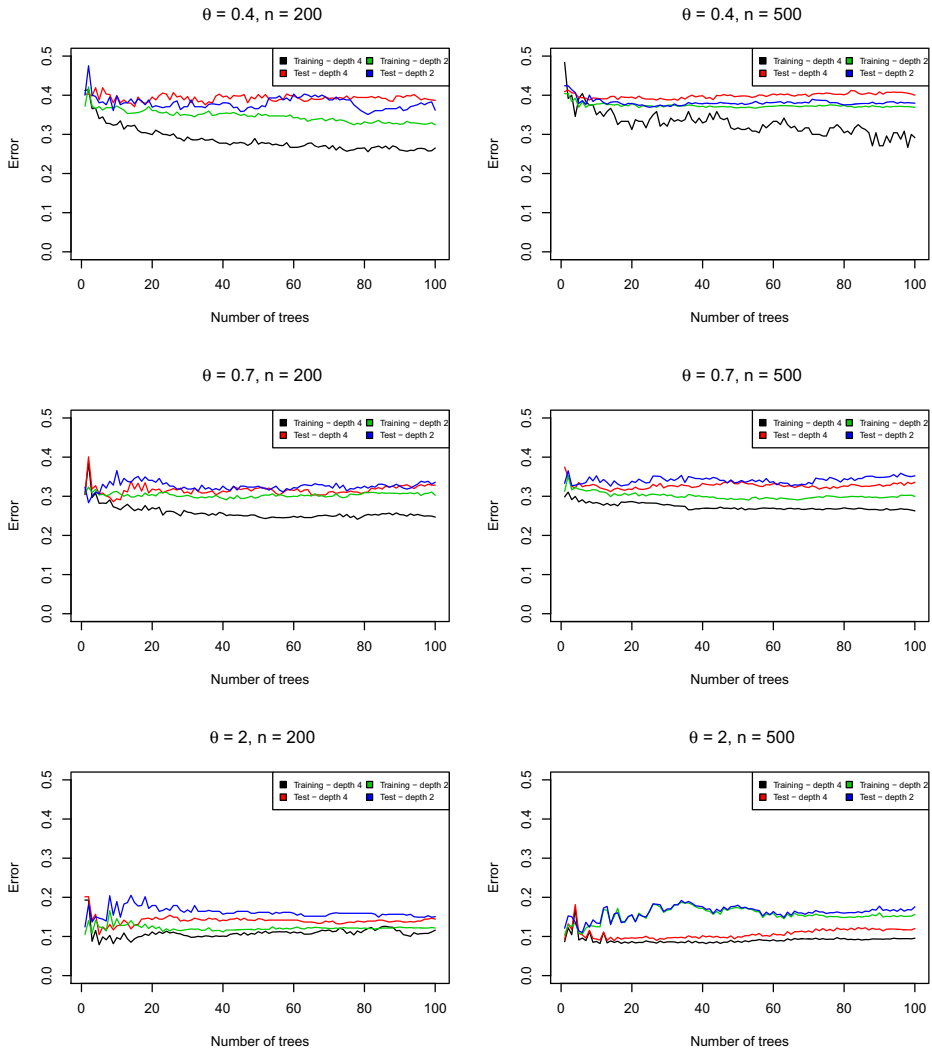 θ = 0.4, n = 200
Training − depth 4 Training − depth 2
Test − depth 4 Test − depth 2
Error
0.0 0.1 0.2 0.3 0.4 0.5
0 20 40 60 80 100
Number of trees
θ = 0.4, n = 500
Training − depth 4 Training − depth 2
Test − depth 4 Test − depth 2
Error
0.0 0.1 0.2 0.3 0.4 0.5
0 20 40 60 80 100
Number of trees
θ = 0.7, n = 200
Training − depth 4 Training − depth 2
Test − depth 4 Test − depth 2
Error
0.0 0.1 0.2 0.3 0.4 0.5
0 20 40 60 80 100
Number of trees
θ = 0.7, n = 500
Training − depth 4 Training − depth 2
Test − depth 4 Test − depth 2
Error
0.0 0.1 0.2 0.3 0.4 0.5
0 20 40 60 80 100
Number of trees
θ = 2, n = 200
Training − depth 4 Training − depth 2
Test − depth 4 Test − depth 2
Error
0.0 0.1 0.2 0.3 0.4 0.5
0 20 40 60 80 100
Number of trees
θ = 2, n = 500
Training − depth 4 Training − depth 2
Test − depth 4 Test − depth 2
Error
0.0 0.1 0.2 0.3 0.4 0.5
0 20 40 60 80 100
Number of trees